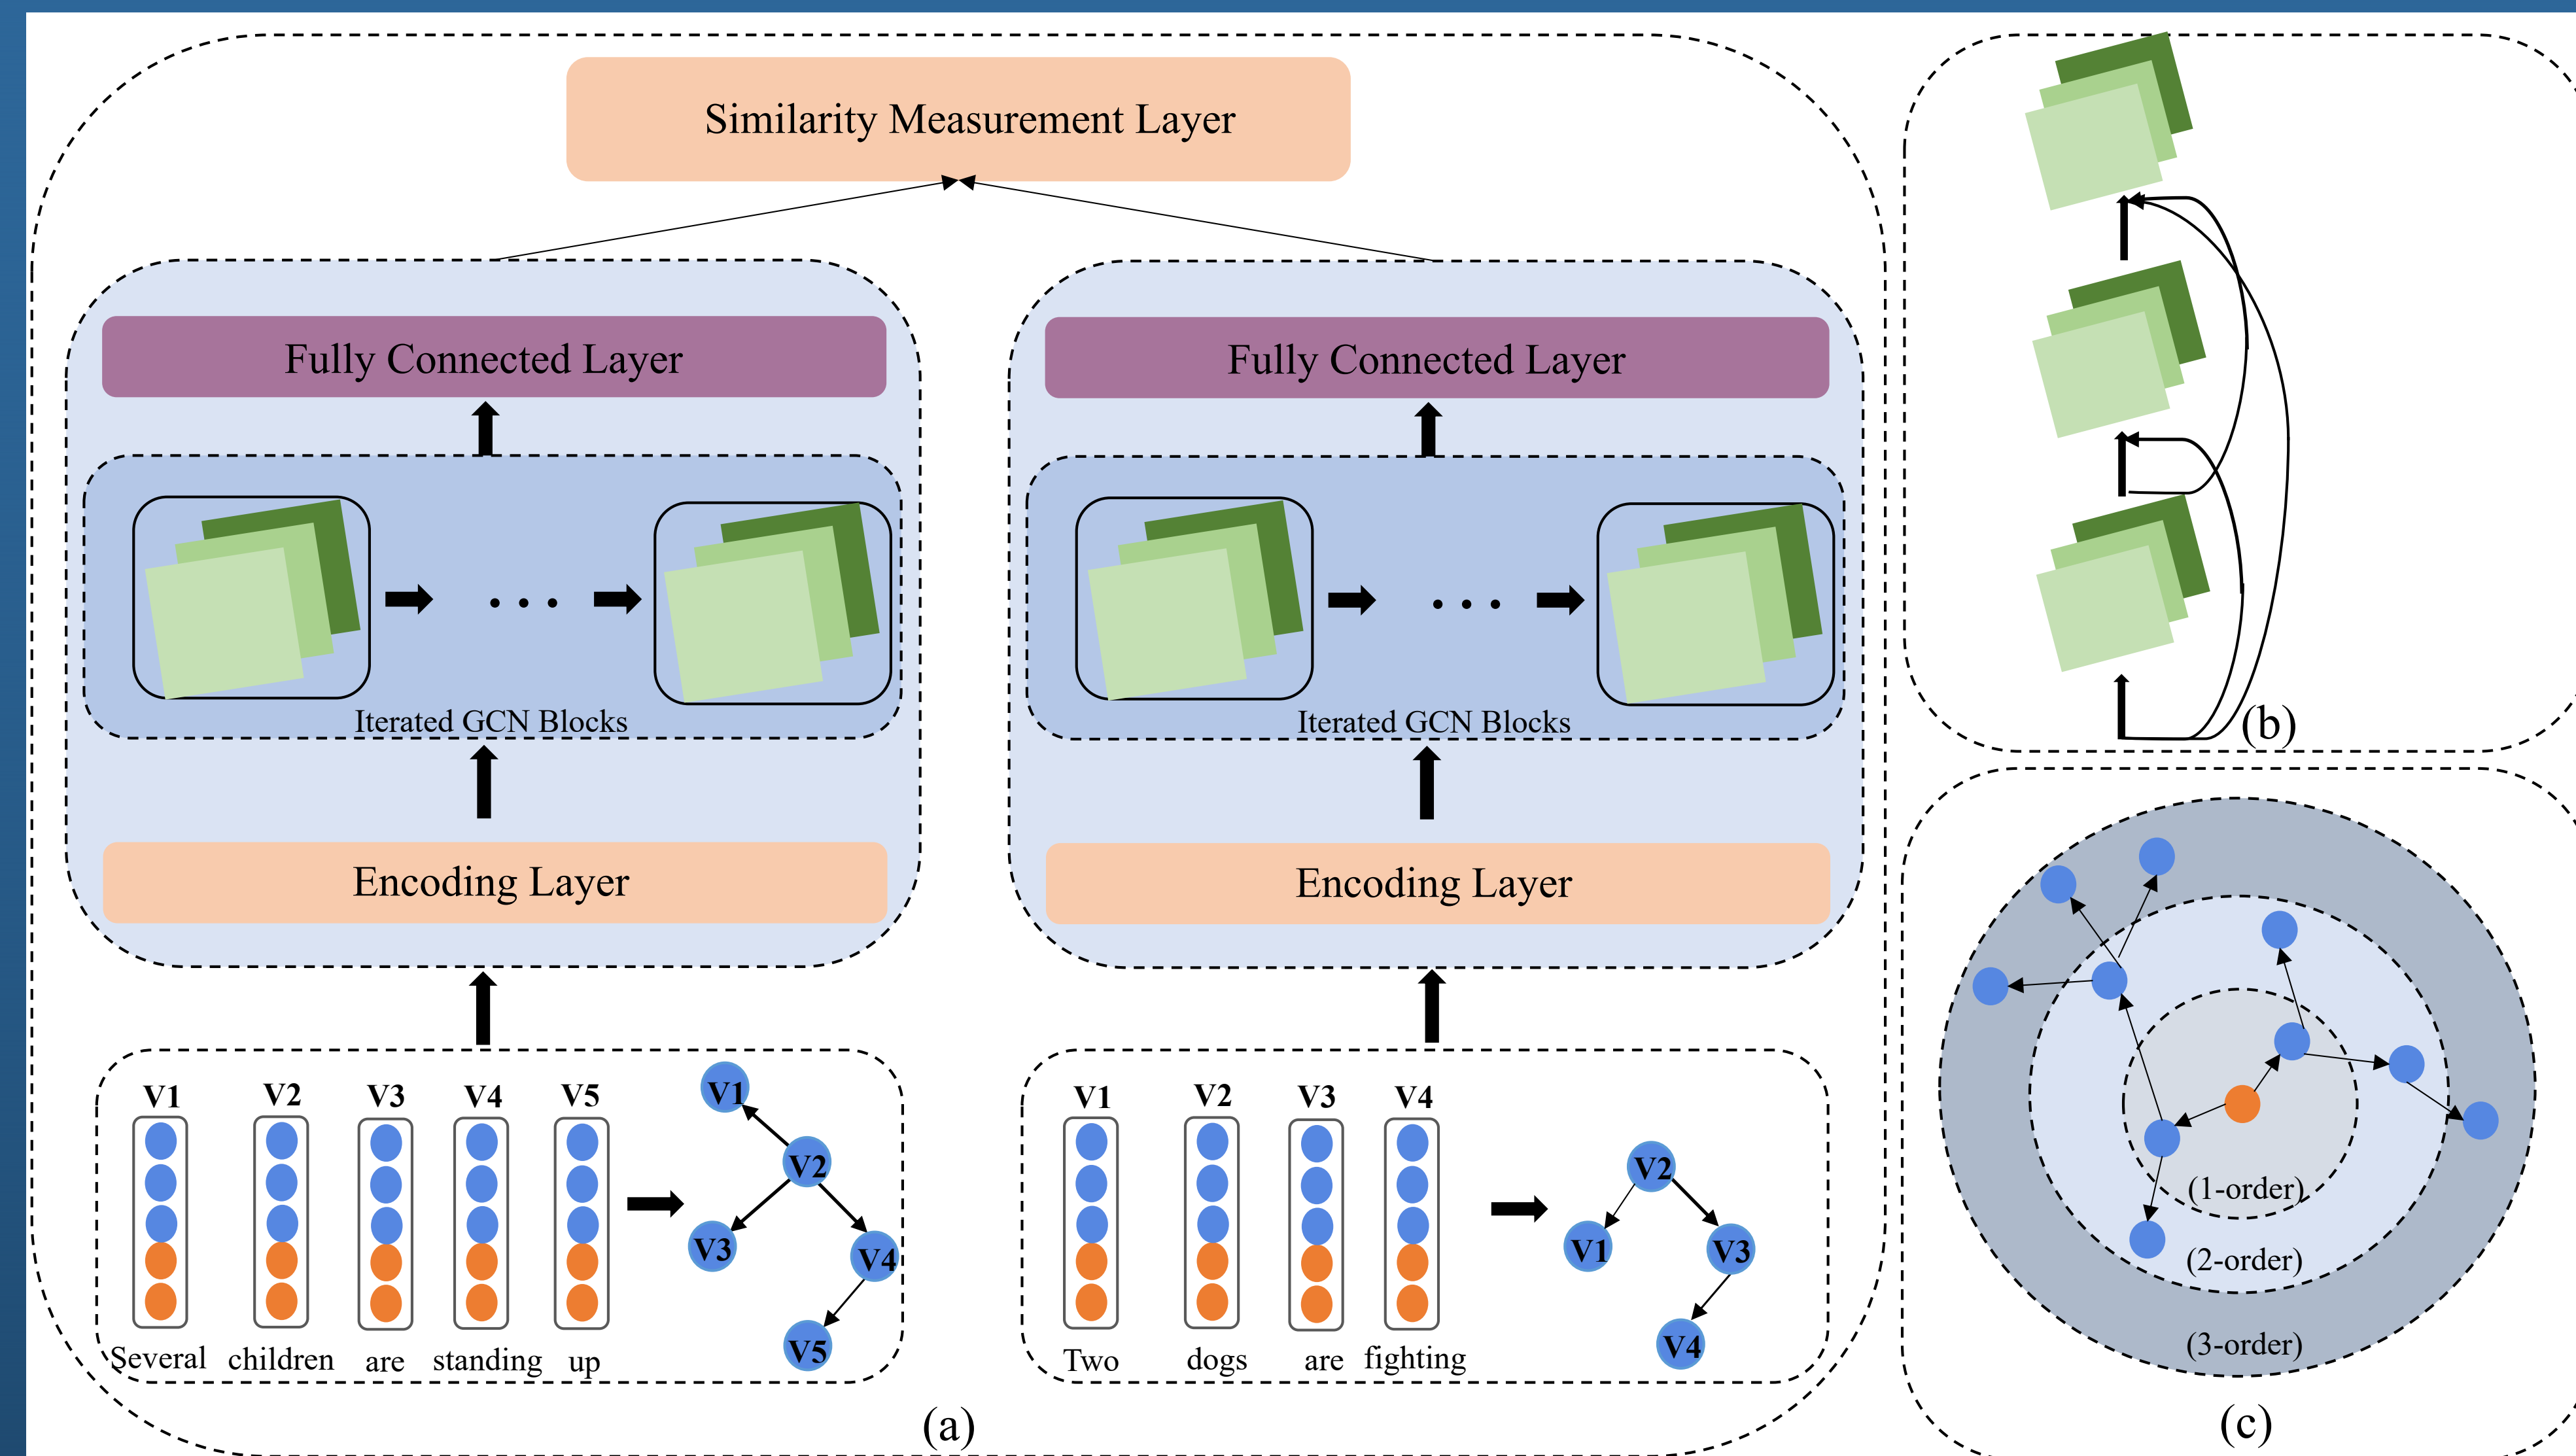 Similarity Measurement Layer
Fully Connected Layer
Iterated GCN Blocks
Encoding Layer
V1 V2 V3 V4 V5
Several children are standing up
V1
V2
V3
V4
V5
Fully Connected Layer
Iterated GCN Blocks
Encoding Layer
V1 V2 V3 V4
Two dogs are fighting
V2
V1
V3
V4
(a)
(b)
(1-order)
(2-order)
(3-order)
(c)